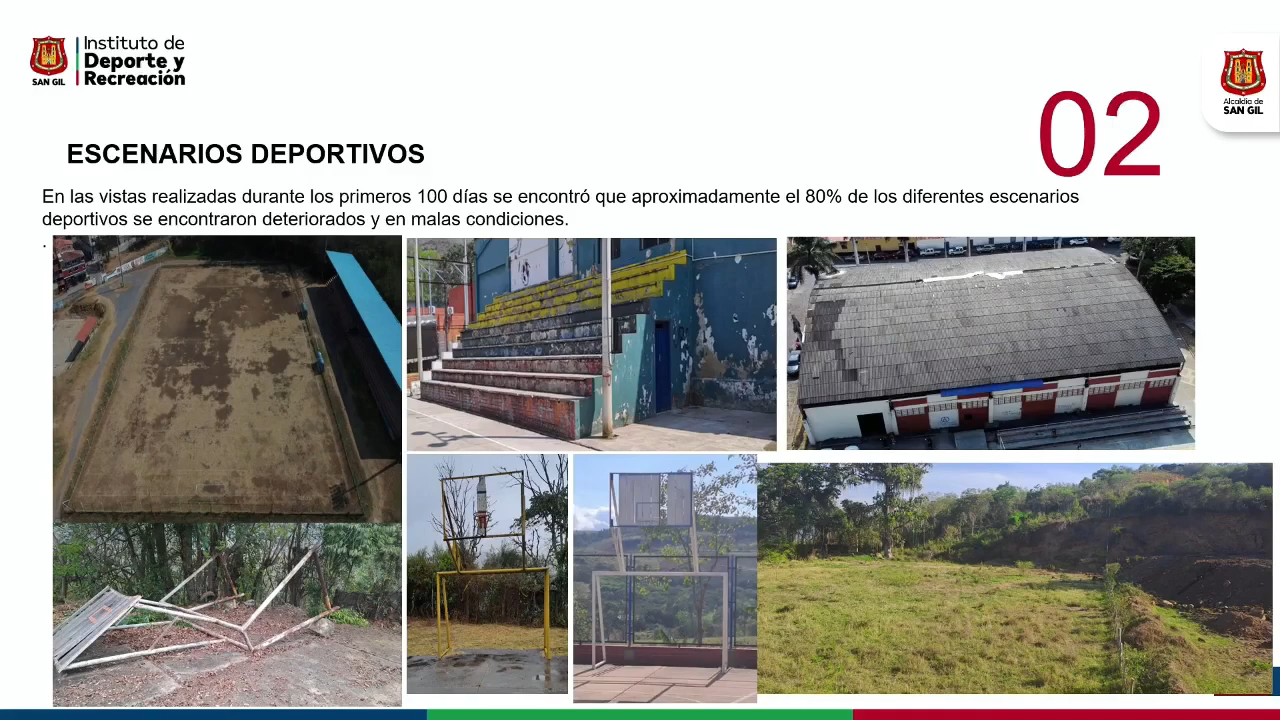 Instituto de
Deporte y
Recreación
SAN GIL
Alcaldía de
SAN GIL
02
ESCENARIOS DEPORTIVOS
En las vistas realizadas durante los primeros 100 días se encontró que aproximadamente el 80% de los diferentes escenarios
deportivos se encontraron deteriorados y en malas condiciones.
.